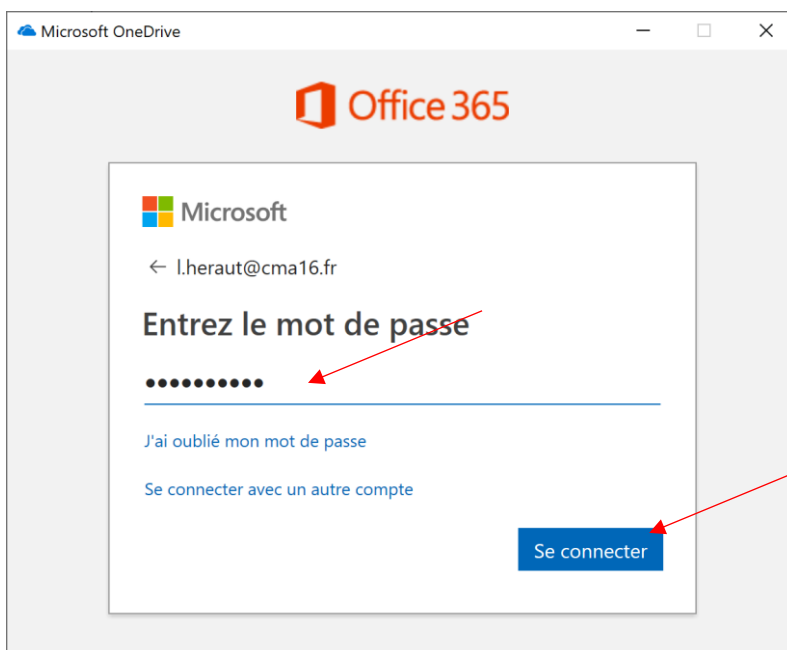 Microsoft OneDrive
Office 365
Microsoft
← l.heraut@cma16.fr
Entrez le mot de passe
••••••••••
J'ai oublié mon mot de passe
Se connecter avec un autre compte
Se connecter